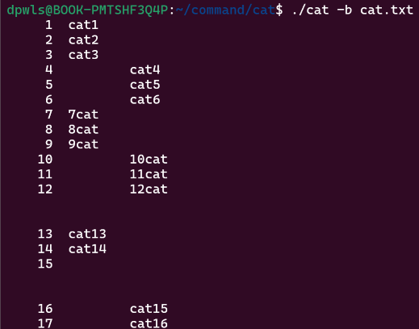 dpwls@BOOK-PMTSHF3Q4P:~/command/cat$ ./cat -b cat.txt
     1  cat1
     2  cat2
     3  cat3
     4          cat4
     5          cat5
     6          cat6
     7  7cat
     8  8cat
     9  9cat
    10          10cat
    11          11cat
    12          12cat
    13  cat13
    14  cat14
    15
    16          cat15
    17          cat16